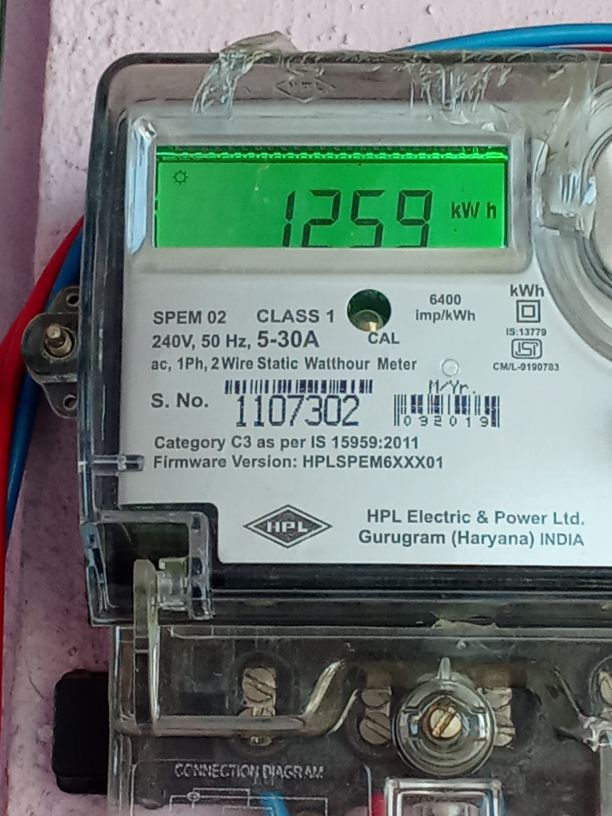 1259 kWh
SPEM 02 CLASS 1
240V, 50 Hz, 5-30A
CAL
6400
imp/kWh
kWh
IS:13779
ISI
CM/L-9190783
ac, 1Ph, 2 Wire Static Watthour Meter
M/Yr.
S. No. 1107302
092019
Category C3 as per IS 15959:2011
Firmware Version: HPLSPEM6XXX01
HPL
HPL Electric & Power Ltd.
Gurugram (Haryana) INDIA
CONNECTION DIAGRAM